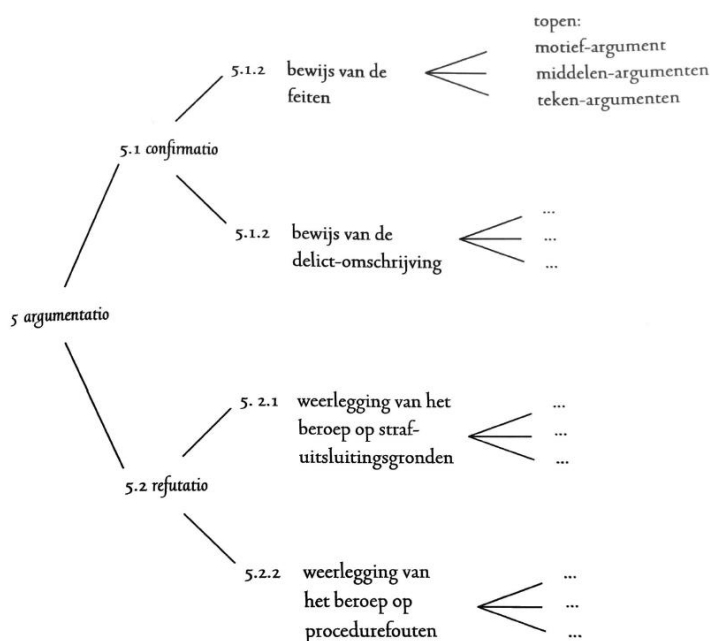 topen:
motief-argument
5.1.2 bewijs van de
middelen-argumenten
feiten
teken-argumenten
5.1 confirmatio
5.1.2 bewijs van de
delict-omschrijving
...
...
...
5 argumentatio
5. 2.1 weerlegging van het
beroep op straf-
uitsluitingsgronden
...
...
...
5.2 refutatio
5.2.2 weerlegging van
het beroep op
procedurefouten
...
...
...